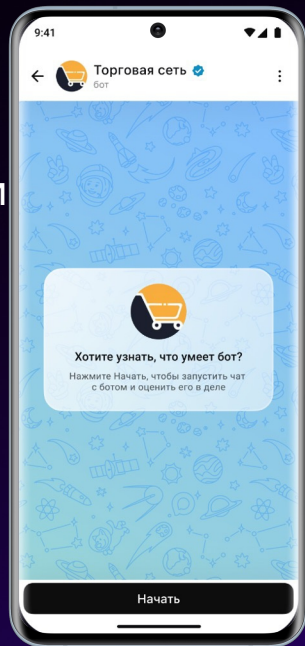 9:41
Торговая сеть
бот
Хотите узнать, что умеет бот?
Нажмите Начать, чтобы запустить чат
с ботом и оценить его в деле
Начать